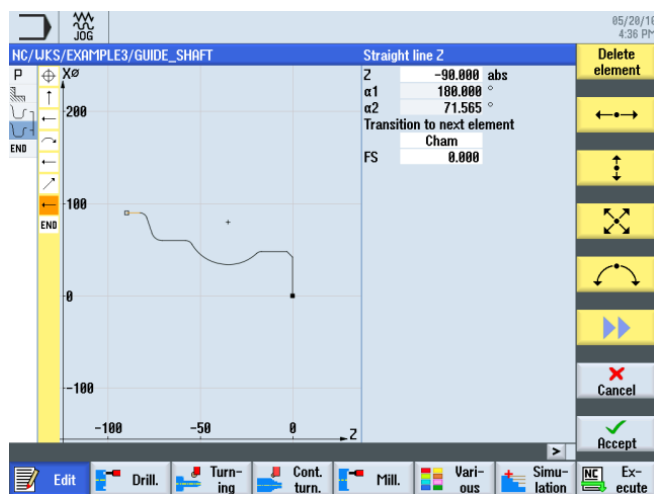 JOG
05/20/16
4:36 PM
NC/WKS/EXAMPLE3/GUIDE_SHAFT
Straight line Z
Delete
element
P
END
END
XØ
200
100
0
-100
-100 -50 0 Z
Z -90.000 abs
α1 180.000 °
α2 71.565 °
Transition to next element
Cham
FS 0.000
Cancel
Accept
>
Edit
Drill.
Turn-
ing
Cont.
turn.
Mill.
Vari-
ous
Simu-
lation
NC
Ex-
ecute